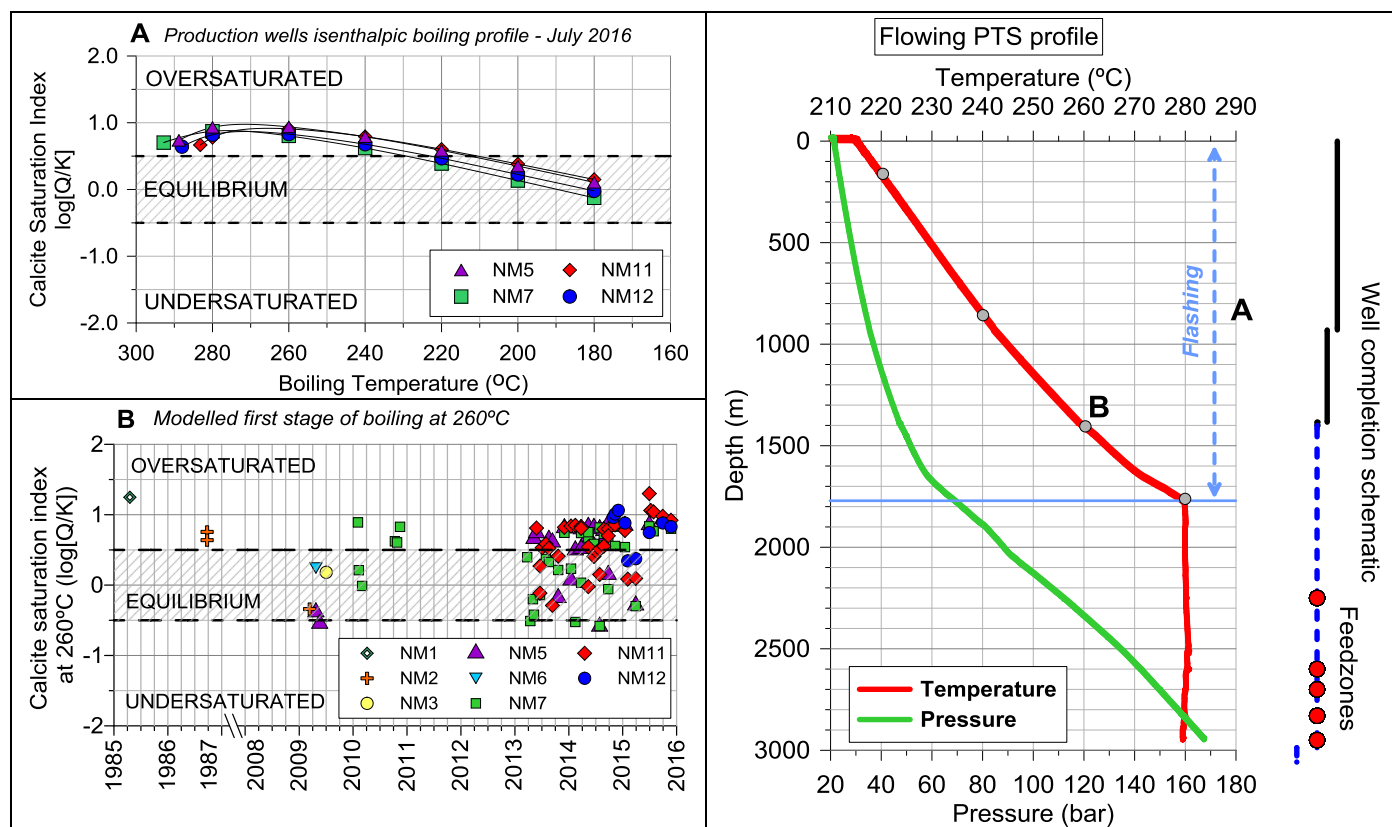 A Production wells isenthalpic boiling profile - July 2016
2.0
1.0
0.0
-1.0
-2.0
Calcite Saturation Index
log[Q/K]
OVERSATURATED
EQUILIBRIUM
UNDERSATURATED
NM5 NM11
NM7 NM12
300 280 260 240 220 200 180 160
Boiling Temperature (ºC)
B Modelled first stage of boiling at 260ºC
2
1
0
-1
-2
Calcite saturation index
at 260ºC (log[Q/K])
OVERSATURATED
EQUILIBRIUM
UNDERSATURATED
NM1 NM5 NM11
NM2 NM6 NM12
NM3 NM7
1985 1986 1987 2008 2009 2010 2011 2012 2013 2014 2015 2016
Flowing PTS profile
Temperature (ºC)
210 220 230 240 250 260 270 280 290
0
500
1000
1500
2000
2500
3000
Depth (m)
Flashing
A
B
Temperature
Pressure
20 40 60 80 100 120 140 160 180
Pressure (bar)
Well completion schematic
Feedzones